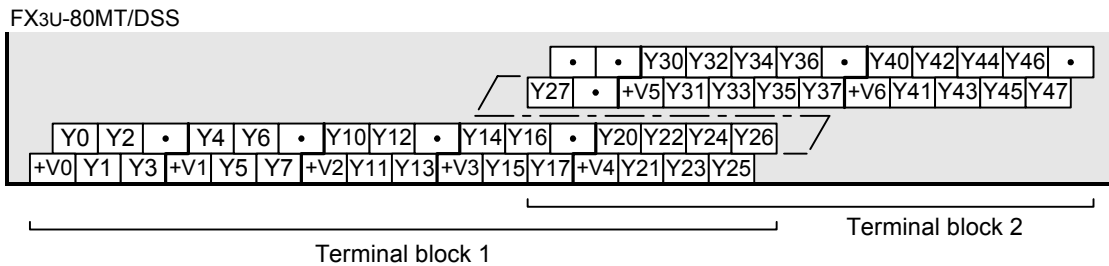 FX3U-80MT/DSS
• • Y30 Y32 Y34 Y36 • Y40 Y42 Y44 Y46 •
Y27 • +V5 Y31 Y33 Y35 Y37 +V6 Y41 Y43 Y45 Y47
Y0 Y2 • Y4 Y6 • Y10 Y12 • Y14 Y16 • Y20 Y22 Y24 Y26
+V0 Y1 Y3 +V1 Y5 Y7 +V2 Y11 Y13 +V3 Y15 Y17 +V4 Y21 Y23 Y25
Terminal block 2
Terminal block 1